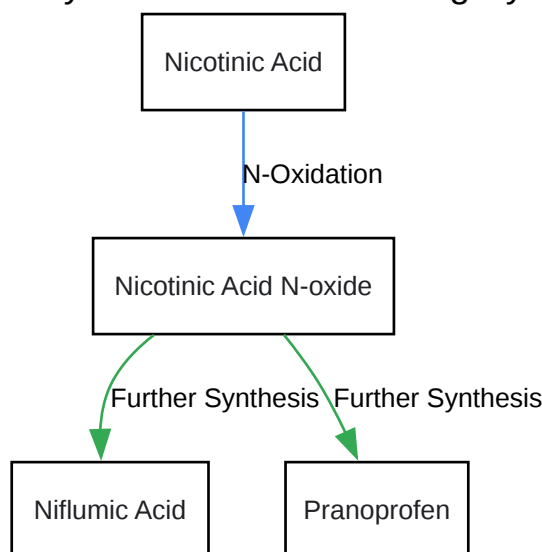 Nicotinic Acid
N-Oxidation
Nicotinic Acid N-oxide
Further Synthesis Further Synthesis
Niflumic Acid Pranoprofen